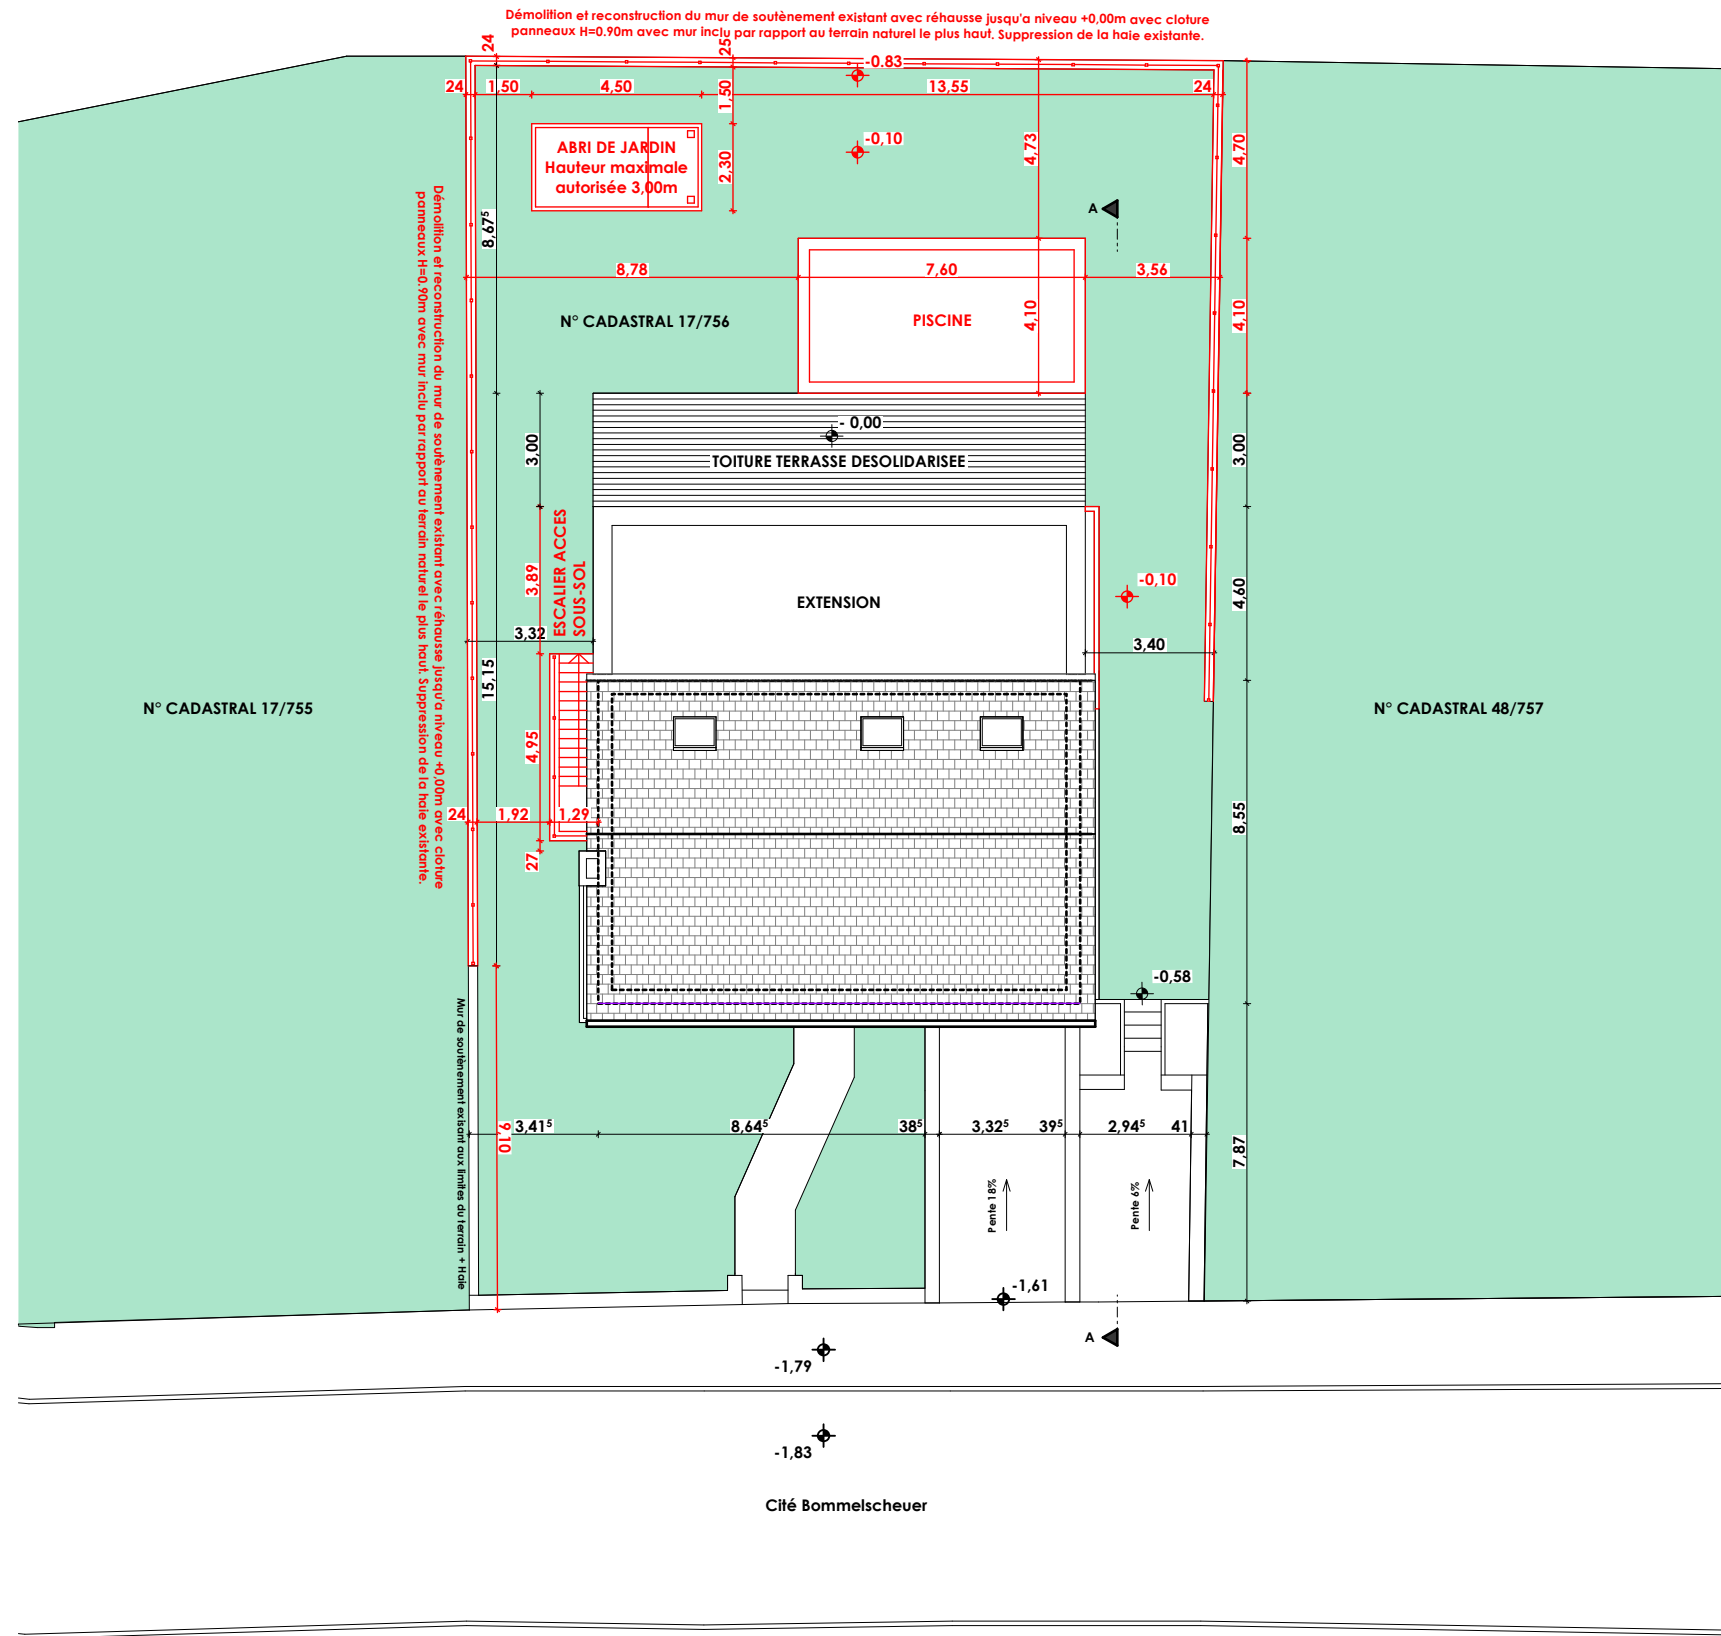 Démolition et reconstruction du mur de soutènement existant avec réhausse jusqu'a niveau +0,00m avec cloture
panneaux H=0.90m avec mur inclu par rapport au terrain naturel le plus haut. Suppression de la haie existante.
24
25
-0.83
24
1,50
4,50
1,50
13,55
24
ABRI DE JARDIN
Hauteur maximale
autorisée 3,00m
2,30
-0,10
4,73
4,70
A
8,67⁵
Démolition et reconstruction du mur de soutènement existant avec réhausse jusqu'a niveau +0,00m avec cloture
panneaux H=0.90m avec mur inclu par rapport au terrain naturel le plus haut. Suppression de la haie existante.
8,78
7,60
3,56
N° CADASTRAL 17/756
PISCINE
4,10
4,10
3,00
- 0,00
TOITURE TERRASSE DESOLIDARISEE
3,00
ESCALIER ACCES
SOUS-SOL
3,89
EXTENSION
-0,10
4,60
3,32
3,40
15,15
N° CADASTRAL 17/755
N° CADASTRAL 48/757
4,95
24
1,92
1,29
27
8,55
-0,58
Mur de soutènement exisant aux limites du terrain + Haie
9,10
3,41⁵
8,64⁵
38⁵
3,32⁵
39⁵
2,94⁵
41
7,87
Pente 18%
Pente 6%
-1,61
A
-1,79
-1,83
Cité Bommelscheuer